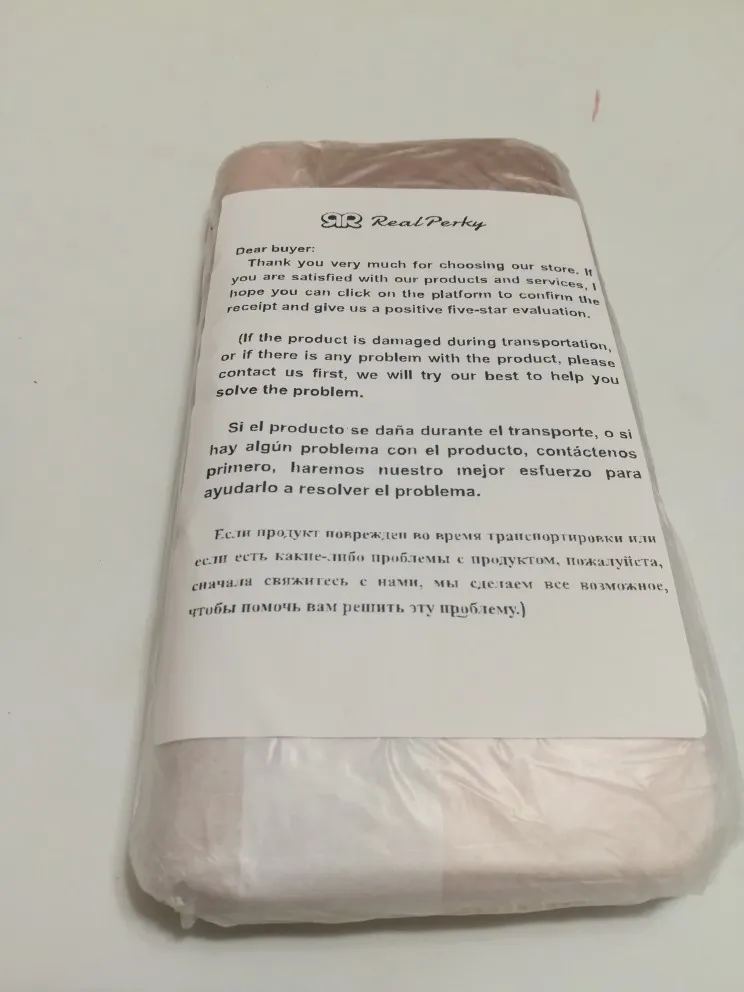 RR RealPerky
Dear buyer:
Thank you very much for choosing our store. If
you are satisfied with our products and services, I
hope you can click on the platform to confirm the
receipt and give us a positive five-star evaluation.
(If the product is damaged during transportation,
or if there is any problem with the product, please
contact us first, we will try our best to help you
solve the problem.
Si el producto se daña durante el transporte, o si
hay algún problema con el producto, contáctenos
primero, haremos nuestro mejor esfuerzo para
ayudarlo a resolver el problema.
Если продукт поврежден во время транспортировки или
если есть какие-либо проблемы с продуктом, пожалуйста,
сначала свяжитесь с нами, мы сделаем все возможное,
чтобы помочь вам решить эту проблему.)